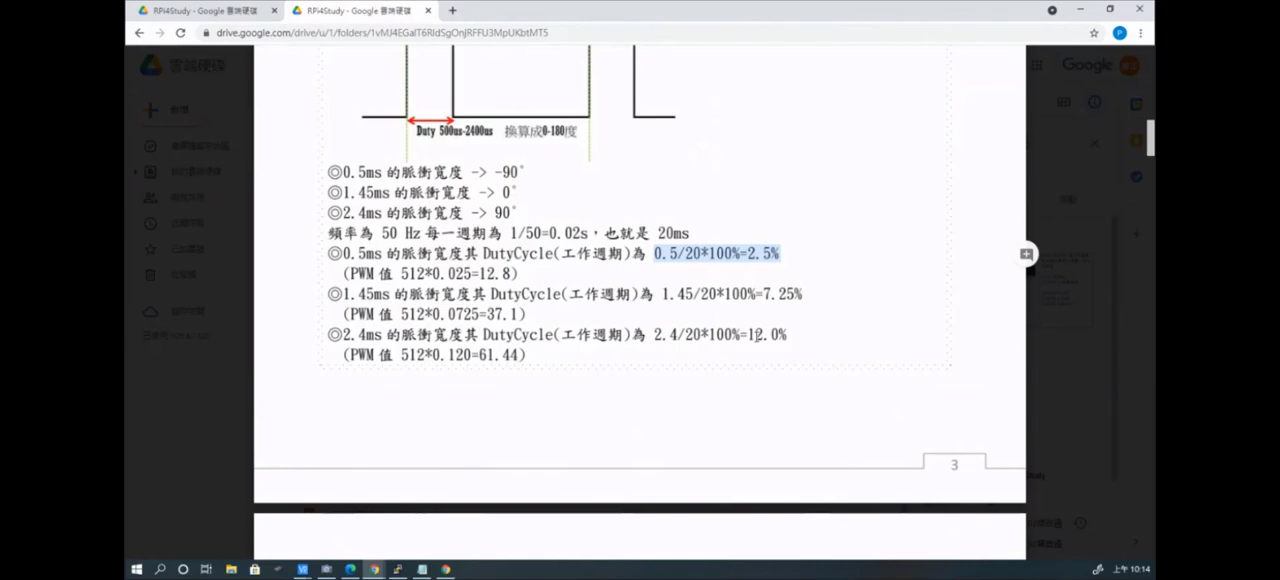 RPi4Study - Google 雲端硬碟
RPi4Study - Google 雲端硬碟
drive.google.com/drive/u/1/folders/1vMJ4EGaIT6RIdSgOnjRFFU3MpUKbtMT5
雲端硬碟
Google
Duty 500us-2400us 換算成0-180度
◎0.5ms 的脈衝寬度 -> -90°
◎1.45ms 的脈衝寬度 -> 0°
◎2.4ms 的脈衝寬度 -> 90°
頻率為 50 Hz 每一週期為 1/50=0.02s，也就是 20ms
◎0.5ms 的脈衝寬度其 DutyCycle(工作週期)為 0.5/20*100%=2.5%
(PWM 值 512*0.025=12.8)
◎1.45ms 的脈衝寬度其 DutyCycle(工作週期)為 1.45/20*100%=7.25%
(PWM 值 512*0.0725=37.1)
◎2.4ms 的脈衝寬度其 DutyCycle(工作週期)為 2.4/20*100%=12.0%
(PWM 值 512*0.120=61.44)
3
上午 10:14